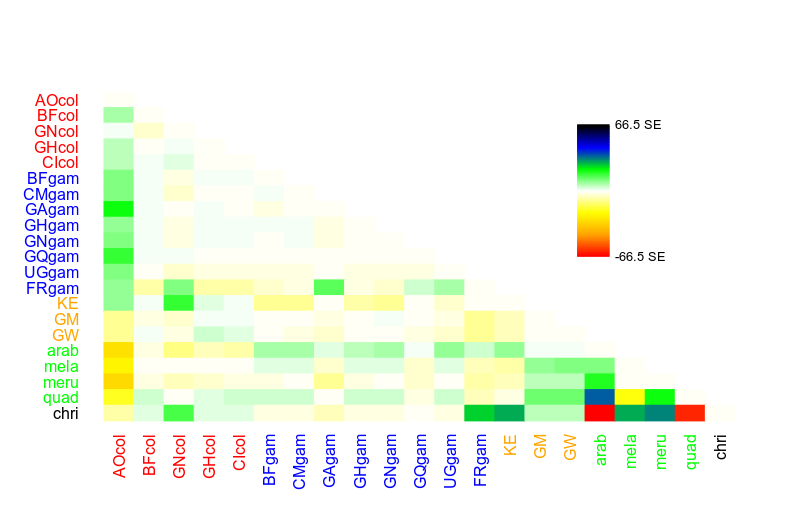 AOcol
BFcol
GNcol
GHcol
CIcol
BFgam
CMgam
GAgam
GHgam
GNgam
GQgam
UGgam
FRgam
KE
GM
GW
arab
mela
meru
quad
chri
66.5 SE
-66.5 SE
AOcol
BFcol
GNcol
GHcol
CIcol
BFgam
CMgam
GAgam
GHgam
GNgam
GQgam
UGgam
FRgam
KE
GM
GW
arab
mela
meru
quad
chri